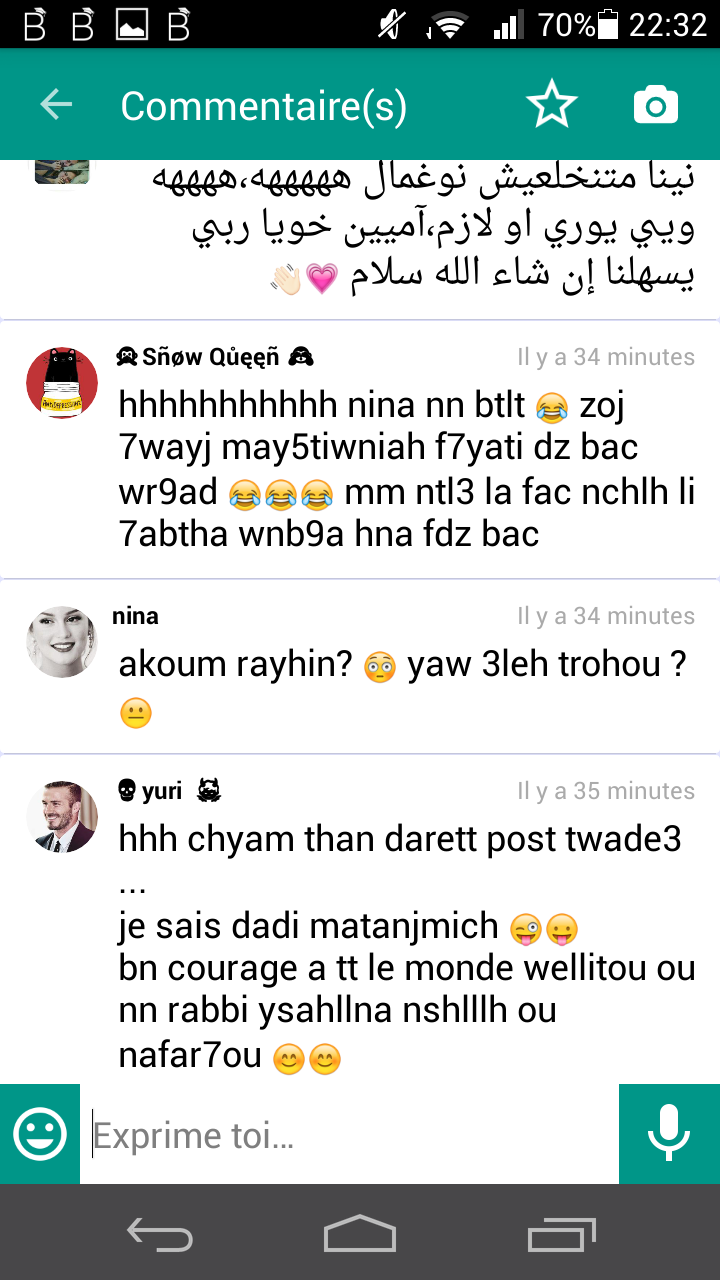 70% 22:32
Commentaire(s)
نينا متنخلعيش نوغمال هههههه،ههههه
ويي يوري او لازم،آميين خويا ربي
يسهلنا إن شاء الله سلام 💗👋🏻
Sñøw Qůęęñ 🙈 Il y a 34 minutes
hhhhhhhhhhh nina nn btlt 😂 zoj
7wayj may5tiwniah f7yati dz bac
wr9ad 😂😂😂 mm ntl3 la fac nchlh li
7abtha wnb9a hna fdz bac
nina Il y a 34 minutes
akoum rayhin? 😳 yaw 3leh trohou ?
😐
💀 yuri Il y a 35 minutes
hhh chyam than darett post twade3
...
je sais dadi matanjmich 😜😛
bn courage a tt le monde wellitou ou
nn rabbi ysahllna nshlllh ou
nafar7ou 😊😊
Exprime toi...